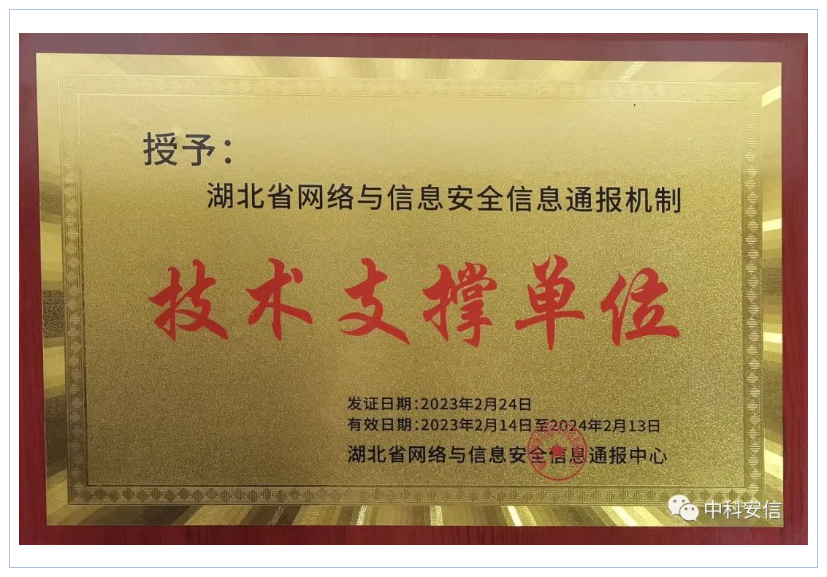 授予：
湖北省网络与信息安全信息通报机制
技术支撑单位
发证日期：2023年2月24日
有效日期：2023年2月14日至2024年2月13日
湖北省网络与信息安全信息通报中心
中科安信